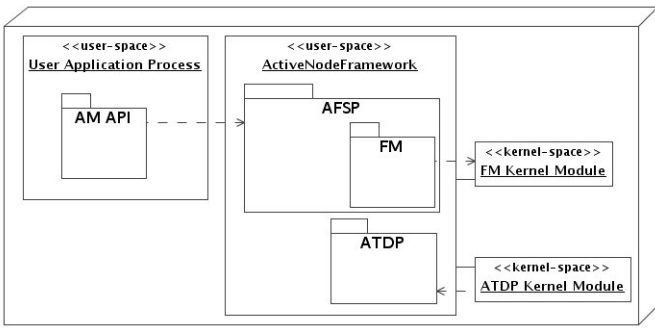 <<user-space>>
User Application Process
AM API
<<user-space>>
ActiveNodeFramework
AFSP
FM
ATDP
<<kernel-space>>
FM Kernel Module
<<kernel-space>>
ATDP Kernel Module